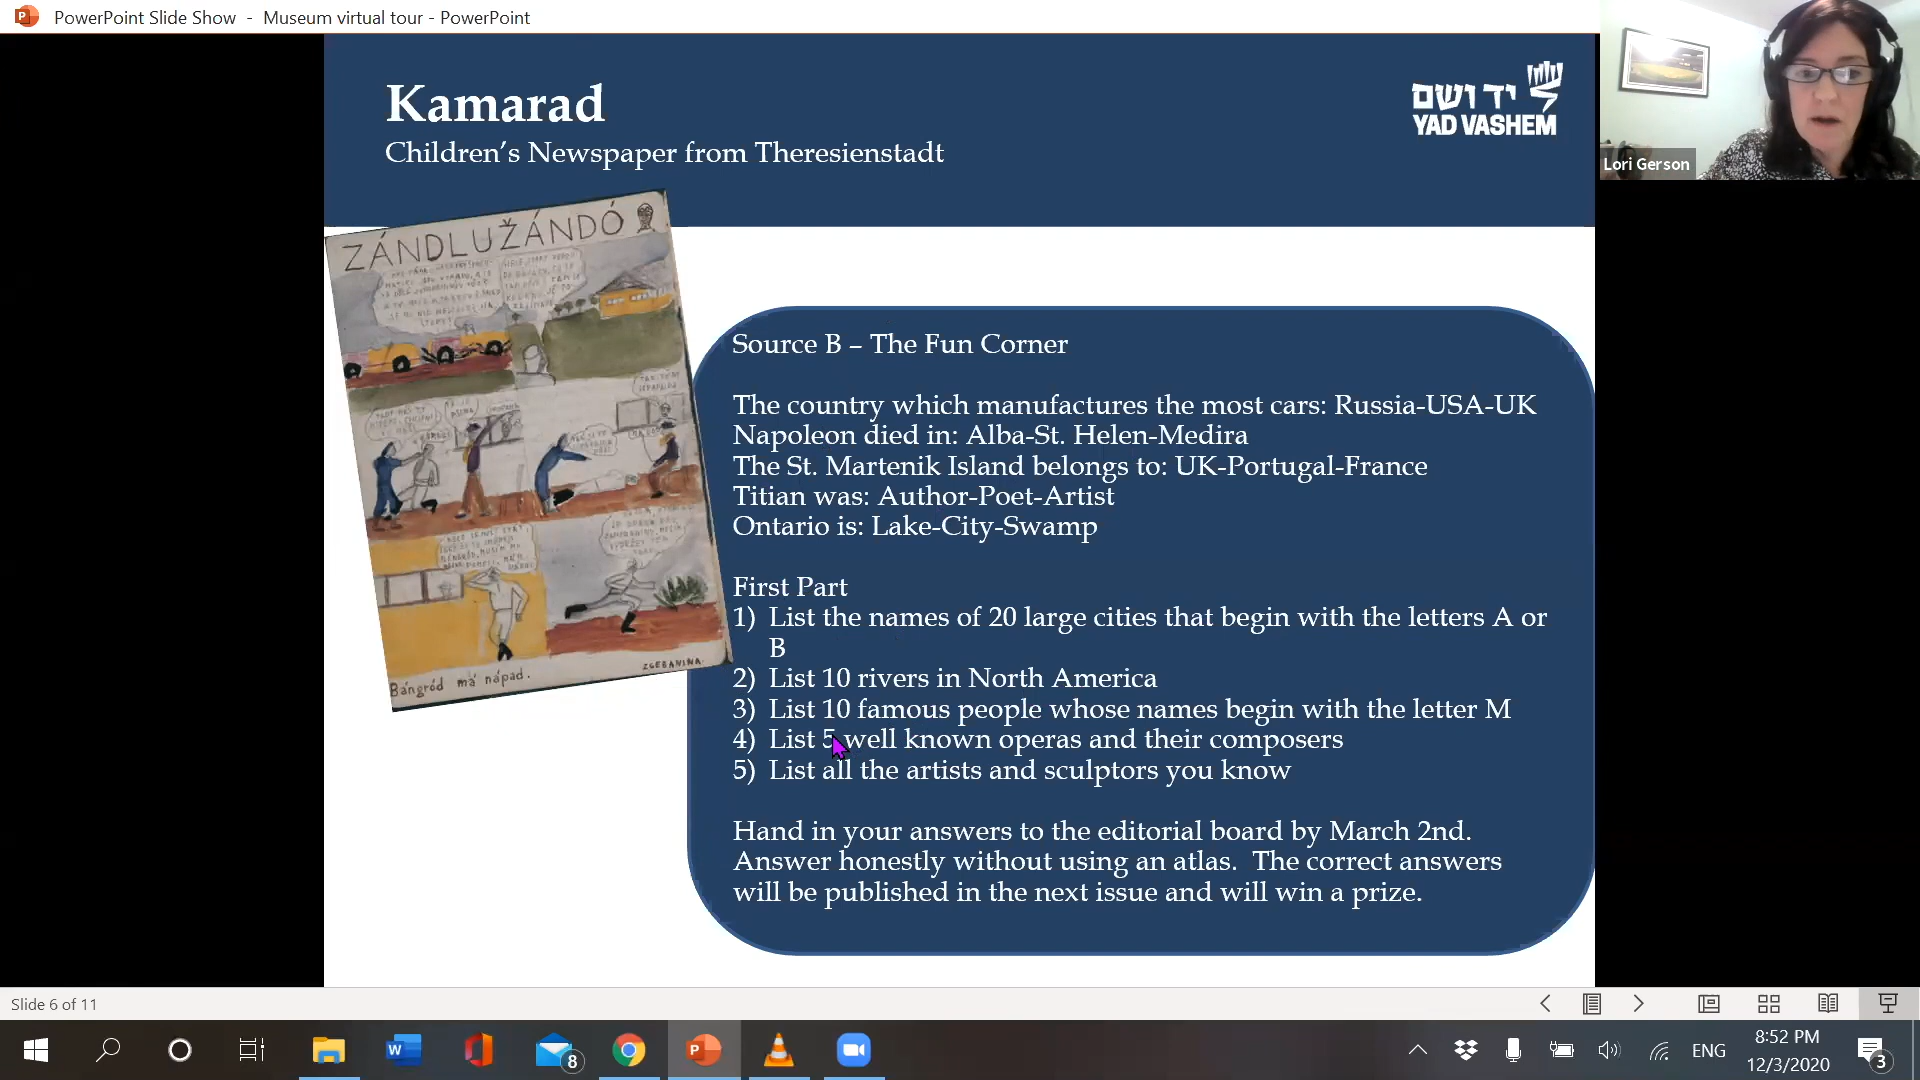 PowerPoint Slide Show - Museum virtual tour - PowerPoint
Kamarad
Children's Newspaper from Theresienstadt
יד ושם
YAD VASHEM
Lori Gerson
ZÁNDLUŽÁNDÓ
Bángród má nápad.
Source B – The Fun Corner
The country which manufactures the most cars: Russia-USA-UK
Napoleon died in: Alba-St. Helen-Medira
The St. Martenik Island belongs to: UK-Portugal-France
Titian was: Author-Poet-Artist
Ontario is: Lake-City-Swamp
First Part
1) List the names of 20 large cities that begin with the letters A or
B
2) List 10 rivers in North America
3) List 10 famous people whose names begin with the letter M
4) List 5 well known operas and their composers
5) List all the artists and sculptors you know
Hand in your answers to the editorial board by March 2nd.
Answer honestly without using an atlas. The correct answers
will be published in the next issue and will win a prize.
Slide 6 of 11
8
ENG
8:52 PM
12/3/2020
3